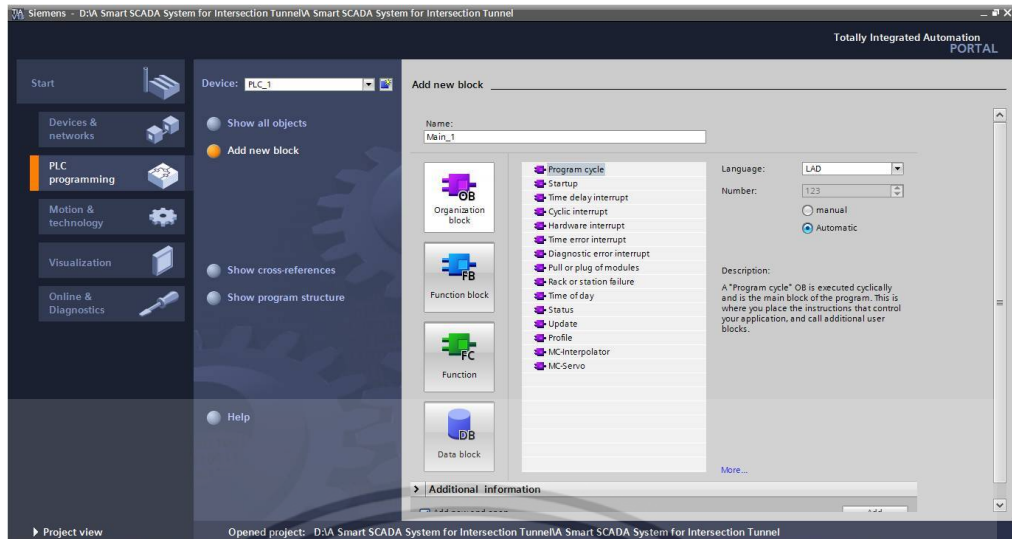 Siemens - D:\A Smart SCADA System for Intersection Tunnel\A Smart SCADA System for Intersection Tunnel
Totally Integrated Automation
PORTAL
Start
Devices &
networks
PLC
programming
Motion &
technology
Visualization
Online &
Diagnostics
Device: PLC_1
Show all objects
Add new block
Show cross-references
Show program structure
Help
Add new block
Name:
Main_1
OB
Organization
block
FB
Function block
FC
Function
DB
Data block
Program cycle
Startup
Time delay interrupt
Cyclic interrupt
Hardware interrupt
Time error interrupt
Diagnostic error interrupt
Pull or plug of modules
Rack or station failure
Time of day
Status
Update
Profile
MC-Interpolator
MC-Servo
Language: LAD
Number: 123
manual
Automatic
Description:
A "Program cycle" OB is executed cyclically
and is the main block of the program. This is
where you place the instructions that control
your application, and call additional user
blocks.
More...
Additional information
Add new and open
Add
Project view
Opened project: D:\A Smart SCADA System for Intersection Tunnel\A Smart SCADA System for Intersection Tunnel